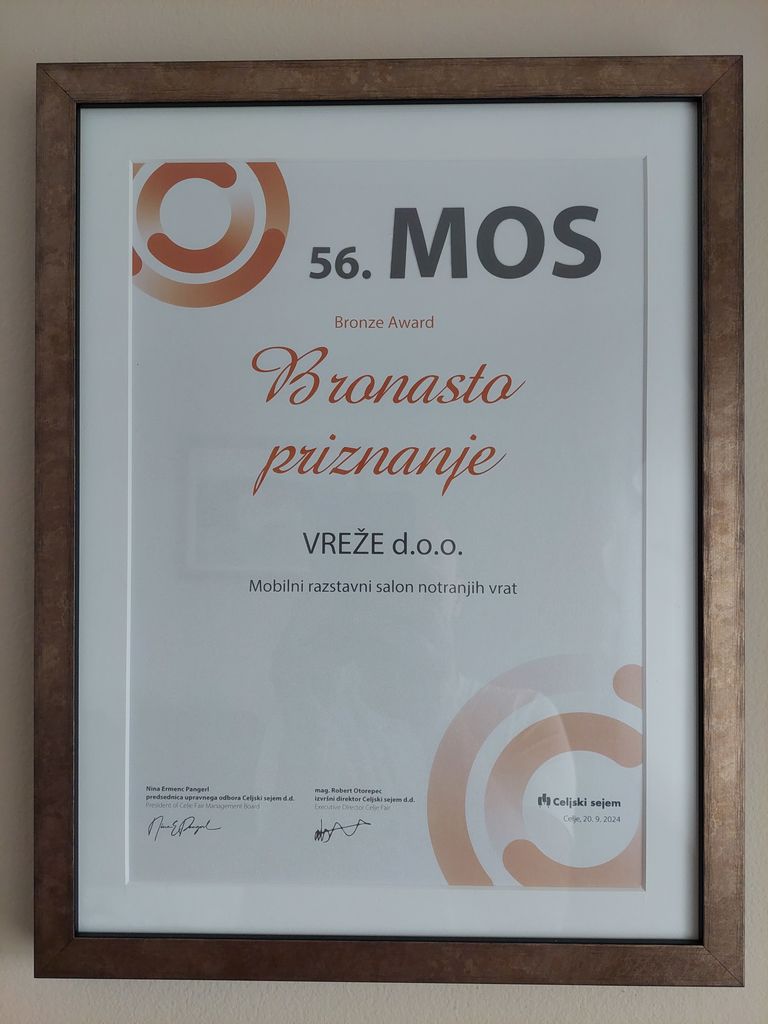 56. MOS
Bronze Award
Bronasto
priznanje
VREŽE d.o.o.
Mobilni razstavni salon notranjih vrat
Nina Ermenc Pangerl
predsednica upravnega odbora Celjski sejem d.d.
President of Celje Fair Management Board
mag. Robert Otorepec
izvršni direktor Celjski sejem d.d.
Executive Director Celje Fair
Celjski sejem
Celje, 20. 9. 2024